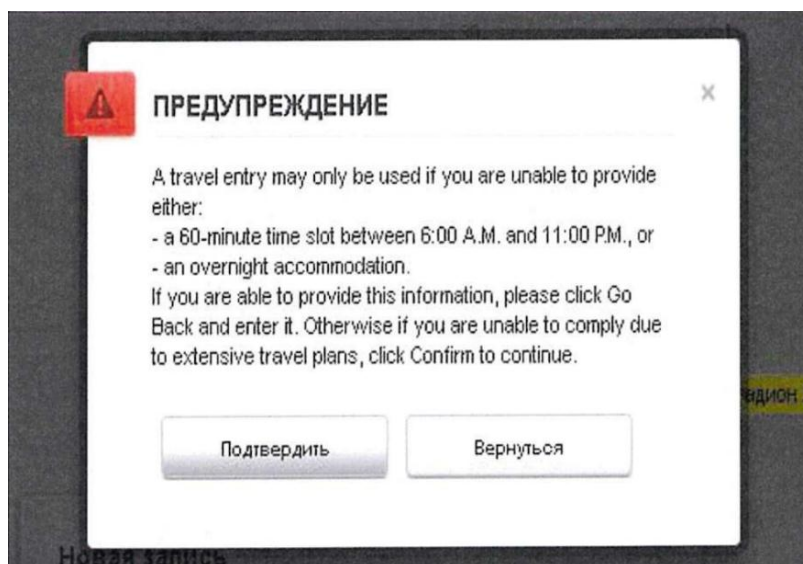 ПРЕДУПРЕЖДЕНИЕ
A travel entry may only be used if you are unable to provide
either:
- a 60-minute time slot between 6:00 A.M. and 11:00 P.M., or
- an overnight accommodation.
If you are able to provide this information, please click Go
Back and enter it. Otherwise if you are unable to comply due
to extensive travel plans, click Confirm to continue.
Подтвердить
Вернуться
Новая запись